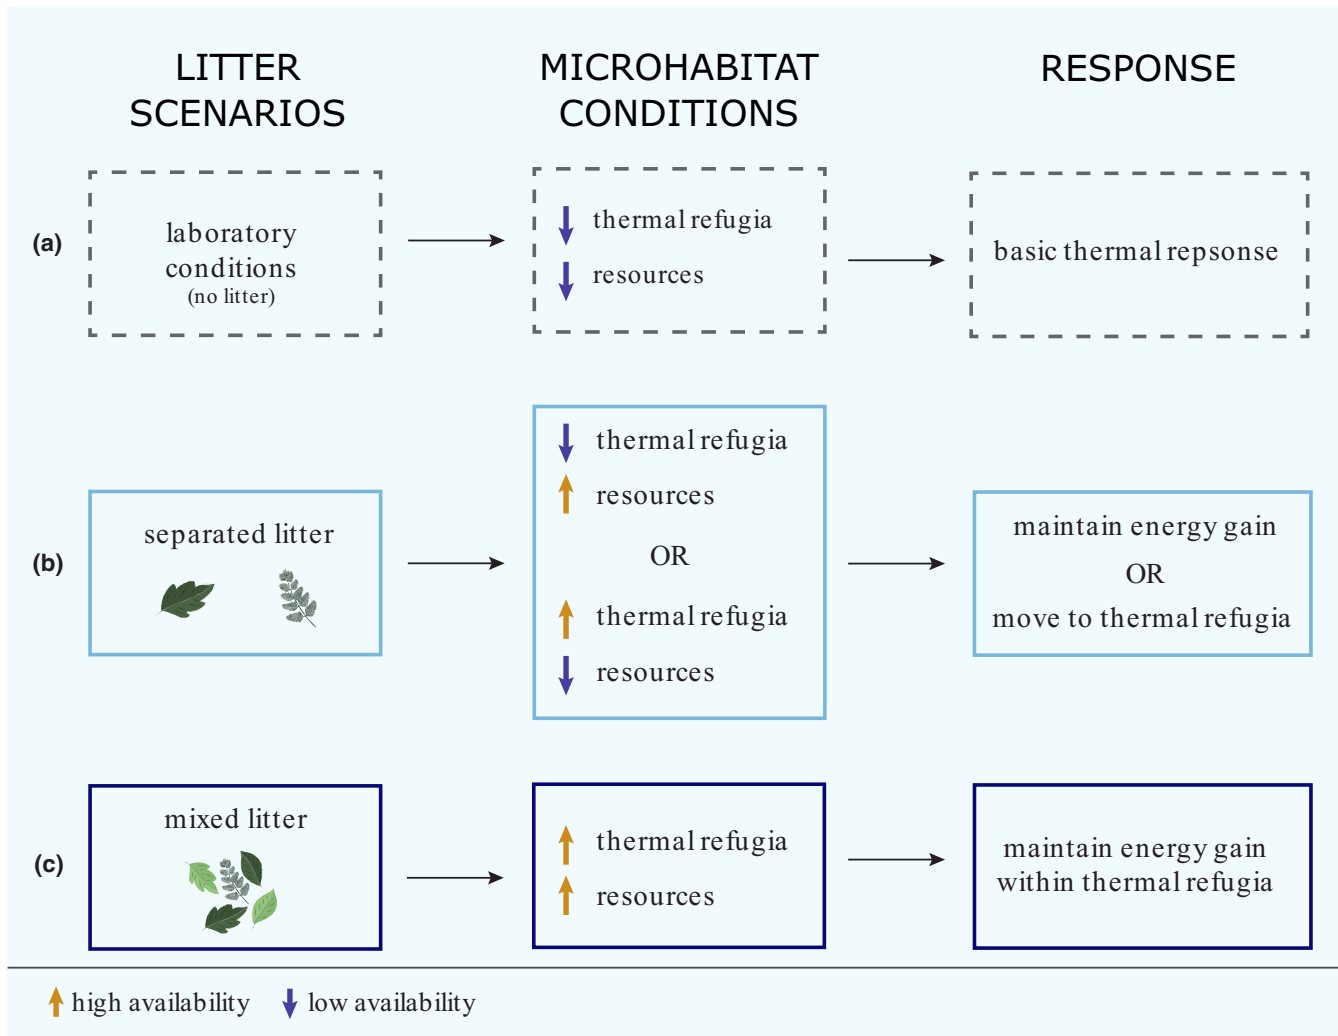 LITTER
SCENARIOS
MICROHABITAT
CONDITIONS
RESPONSE
(a)
laboratory
conditions
(no litter)
thermal refugia
resources
basic thermal repsonse
(b)
separated litter
thermal refugia
resources
OR
thermal refugia
resources
maintain energy gain
OR
move to thermal refugia
(c)
mixed litter
thermal refugia
resources
maintain energy gain
within thermal refugia
high availability
low availability